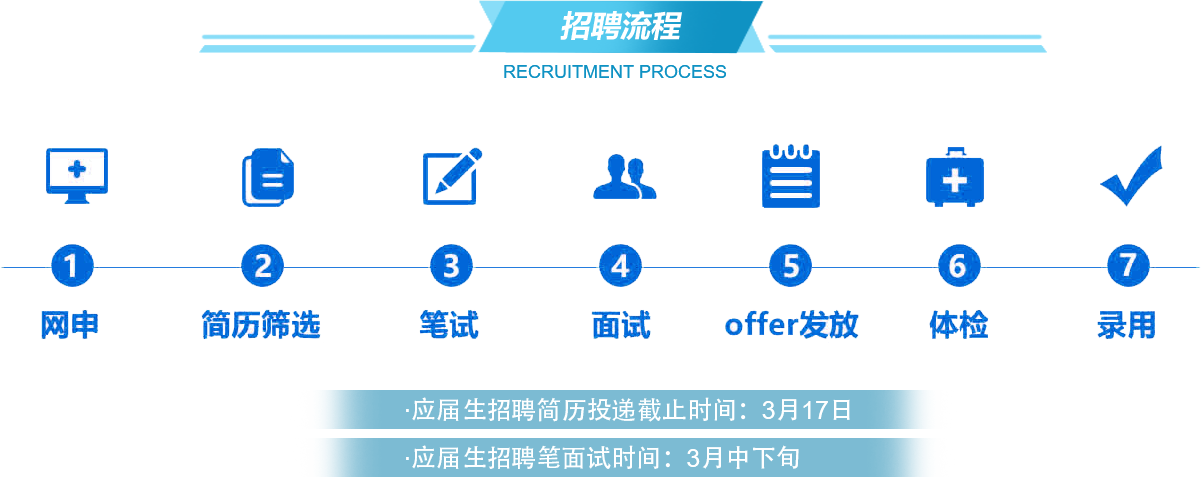 招聘流程
RECRUITMENT PROCESS
1 2 3 4 5 6 7
网申 简历筛选 笔试 面试 offer发放 体检 录用
·应届生招聘简历投递截止时间：3月17日
·应届生招聘笔面试时间：3月中下旬